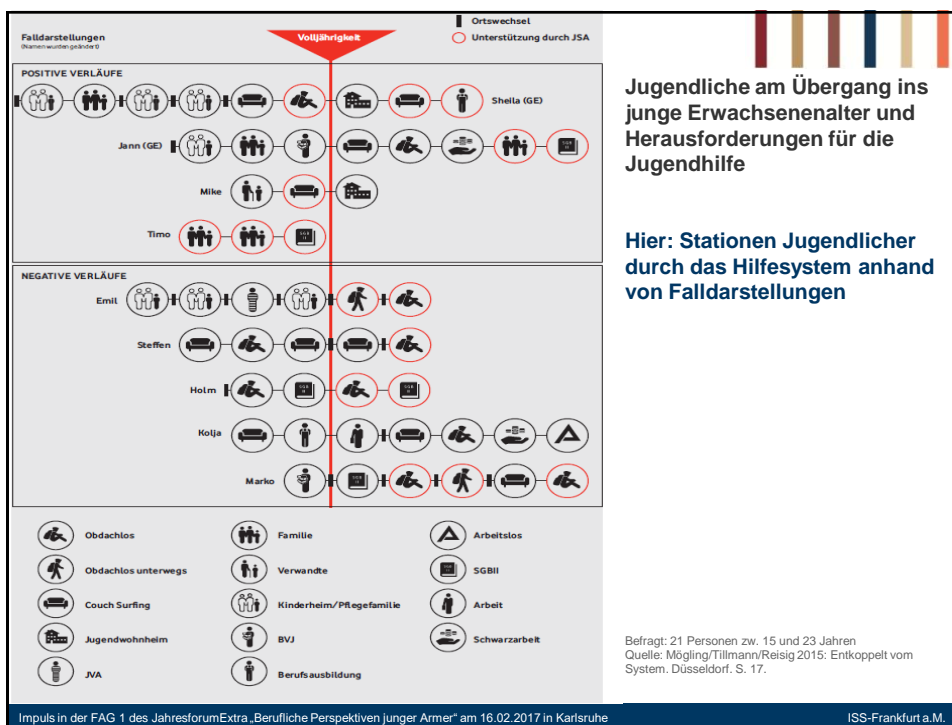 Falldarstellungen
(Namen wurden geändert)
Volljährigkeit
Ortswechsel
Unterstützung durch JSA
POSITIVE VERLÄUFE
Sheila (GE)
Jann (GE)
Mike
Timo
SGB
II
NEGATIVE VERLÄUFE
Emil
Steffen
Holm
Kolja
Marko
Obdachlos
Familie
Arbeitslos
Obdachlos unterwegs
Verwandte
SGBII
Couch Surfing
Kinderheim/Pflegefamilie
Arbeit
Jugendwohnheim
BVJ
Schwarzarbeit
JVA
Berufsausbildung
Jugendliche am Übergang ins
junge Erwachsenenalter und
Herausforderungen für die
Jugendhilfe
Hier: Stationen Jugendlicher
durch das Hilfesystem anhand
von Falldarstellungen
Befragt: 21 Personen zw. 15 und 23 Jahren
Quelle: Mögling/Tillmann/Reisig 2015: Entkoppelt vom
System. Düsseldorf. S. 17.
Impuls in der FAG 1 des JahresforumExtra „Berufliche Perspektiven junger Armer“ am 16.02.2017 in Karlsruhe
ISS-Frankfurt a.M.